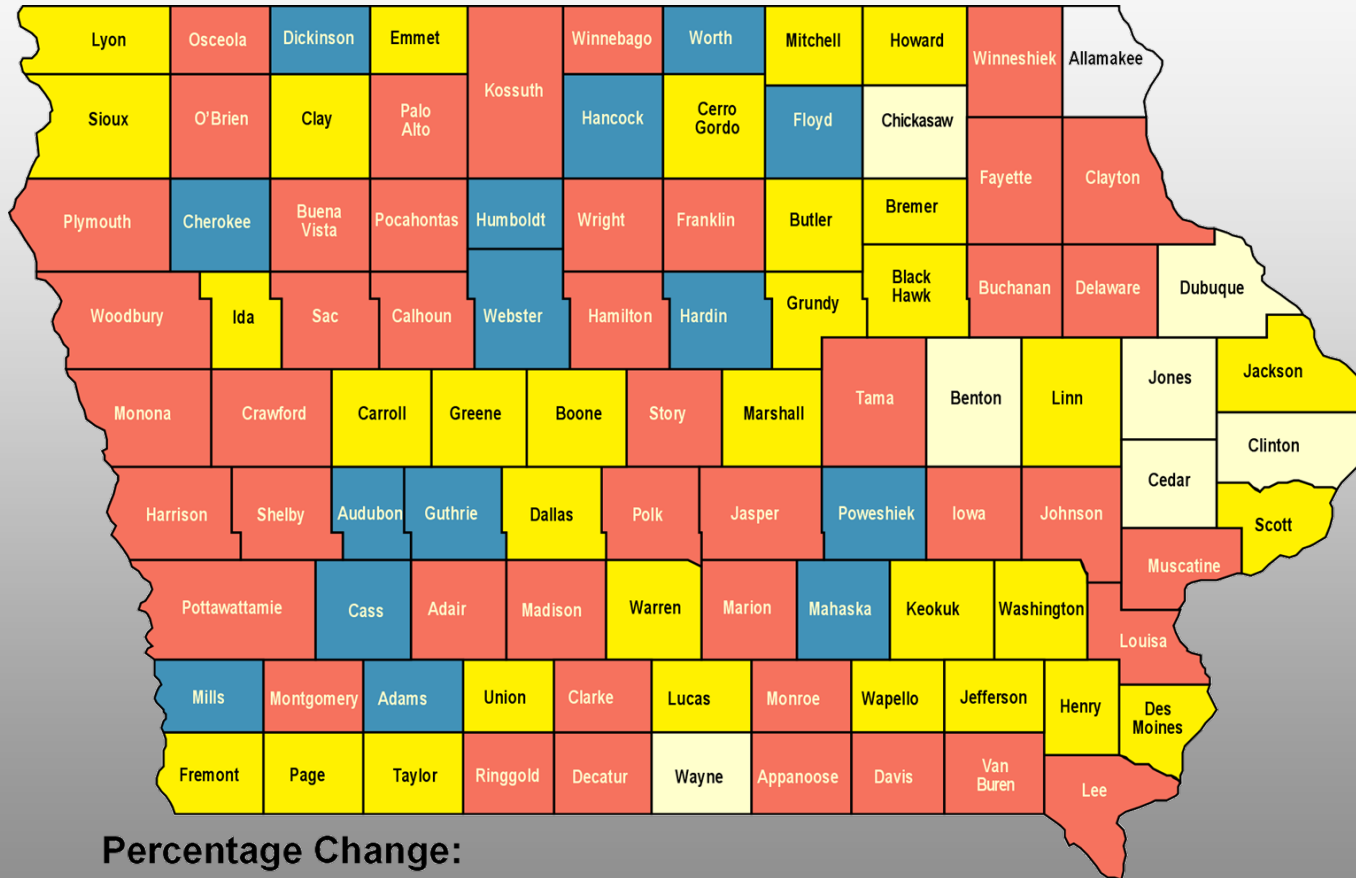 Lyon
Osceola
Dickinson
Emmet
Kossuth
Winnebago
Worth
Mitchell
Howard
Winneshiek
Allamakee
Sioux
O'Brien
Clay
Palo
Alto
Hancock
Cerro
Gordo
Floyd
Chickasaw
Fayette
Clayton
Plymouth
Cherokee
Buena
Vista
Pocahontas
Humboldt
Wright
Franklin
Butler
Bremer
Woodbury
Ida
Sac
Calhoun
Webster
Hamilton
Hardin
Grundy
Black
Hawk
Buchanan
Delaware
Dubuque
Monona
Crawford
Carroll
Greene
Boone
Story
Marshall
Tama
Benton
Linn
Jones
Jackson
Clinton
Cedar
Harrison
Shelby
Audubon
Guthrie
Dallas
Polk
Jasper
Poweshiek
Iowa
Johnson
Scott
Muscatine
Pottawattamie
Cass
Adair
Madison
Warren
Marion
Mahaska
Keokuk
Washington
Louisa
Mills
Montgomery
Adams
Union
Clarke
Lucas
Monroe
Wapello
Jefferson
Henry
Des
Moines
Fremont
Page
Taylor
Ringgold
Decatur
Wayne
Appanoose
Davis
Van
Buren
Lee
Percentage Change: